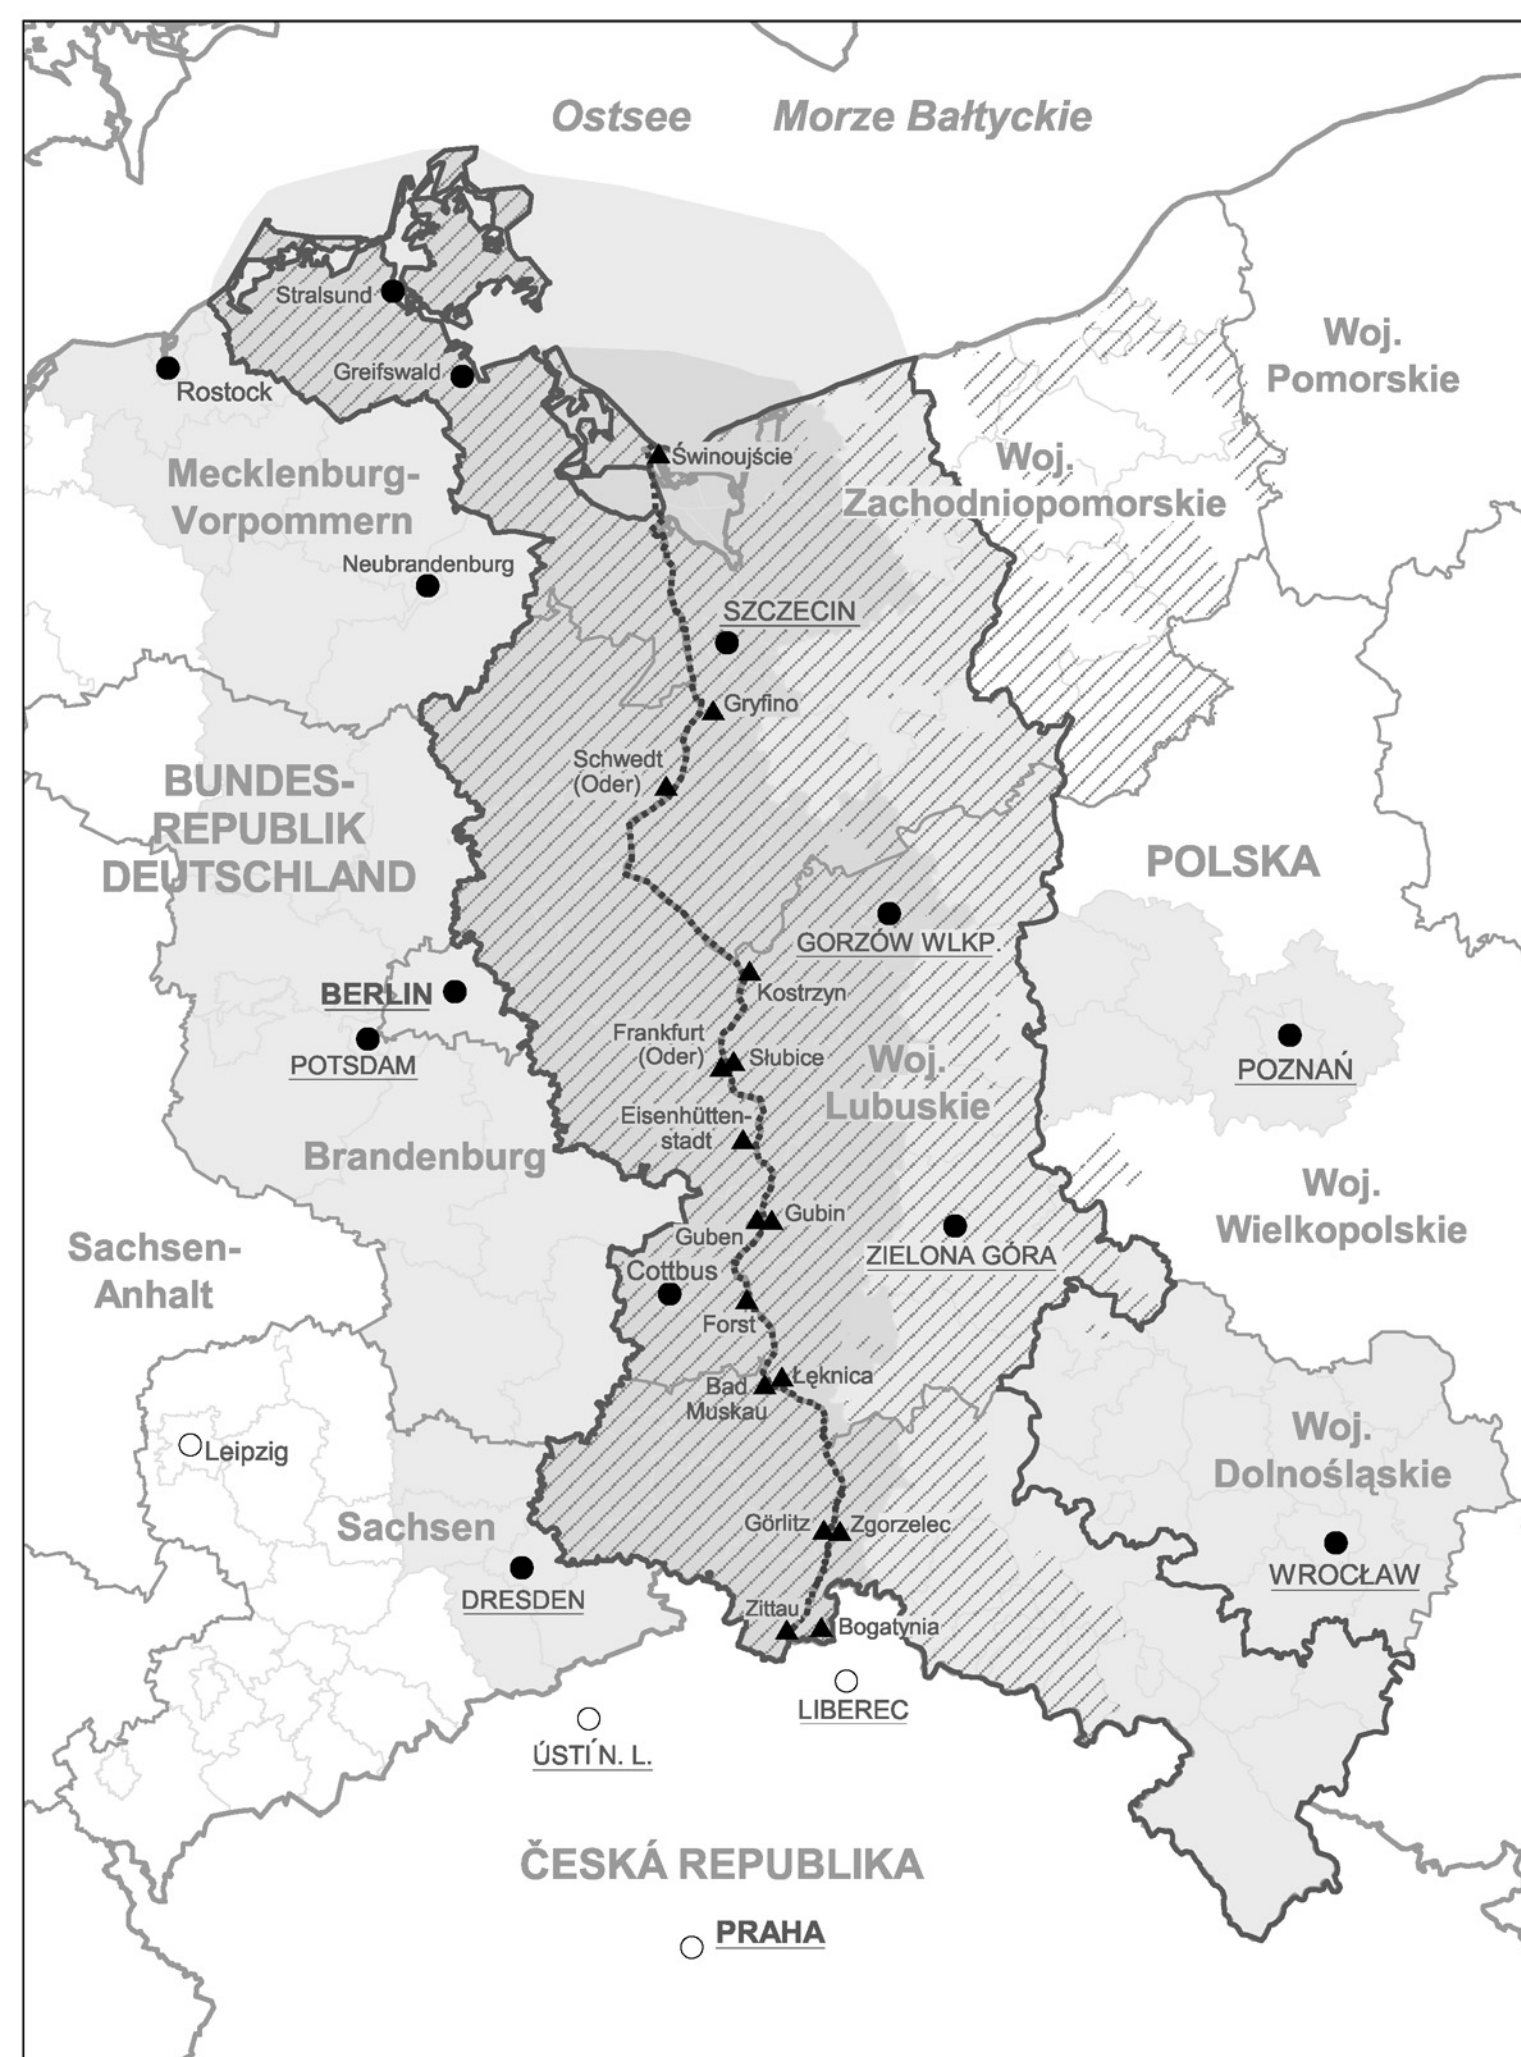 Ostsee Morze Bałtyckie
Stralsund
Greifswald
Rostock
Woj.
Pomorskie
Świnoujście
Woj.
Zachodniopomorskie
Mecklenburg-
Vorpommern
Neubrandenburg
SZCZECIN
Gryfino
Schwedt
(Oder)
BUNDES-
REPUBLIK
DEUTSCHLAND
POLSKA
GORZÓW WLKP.
BERLIN
Kostrzyn
POTSDAM
Frankfurt
(Oder)
Słubice
Woj.
Lubuskie
POZNAŃ
Eisenhütten-
stadt
Brandenburg
Woj.
Wielkopolskie
Gubin
Guben
ZIELONA GÓRA
Sachsen-
Anhalt
Cottbus
Forst
Łęknica
Bad
Muskau
Leipzig
Woj.
Dolnośląskie
Sachsen
Görlitz
Zgorzelec
DRESDEN
WROCŁAW
Zittau
Bogatynia
LIBEREC
ÚSTÍ N. L.
ČESKÁ REPUBLIKA
PRAHA